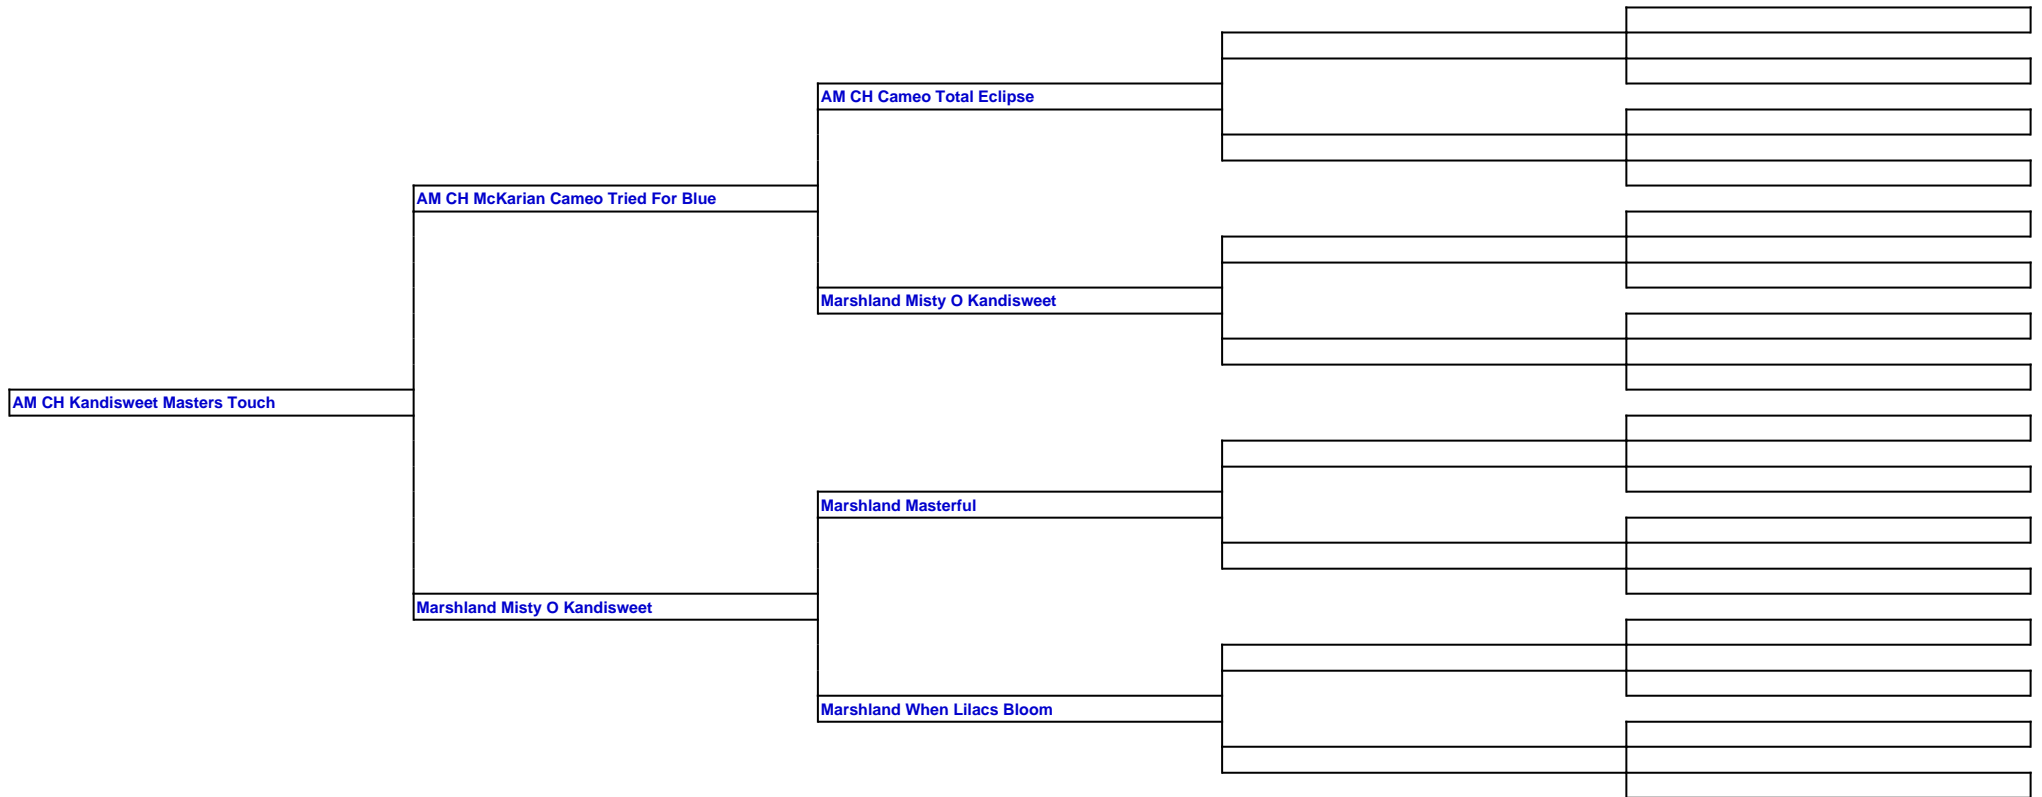 AM CH Cameo Total Eclipse
AM CH McKarian Cameo Tried For Blue
Marshland Misty O Kandisweet
AM CH Kandisweet Masters Touch
Marshland Masterful
Marshland Misty O Kandisweet
Marshland When Lilacs Bloom